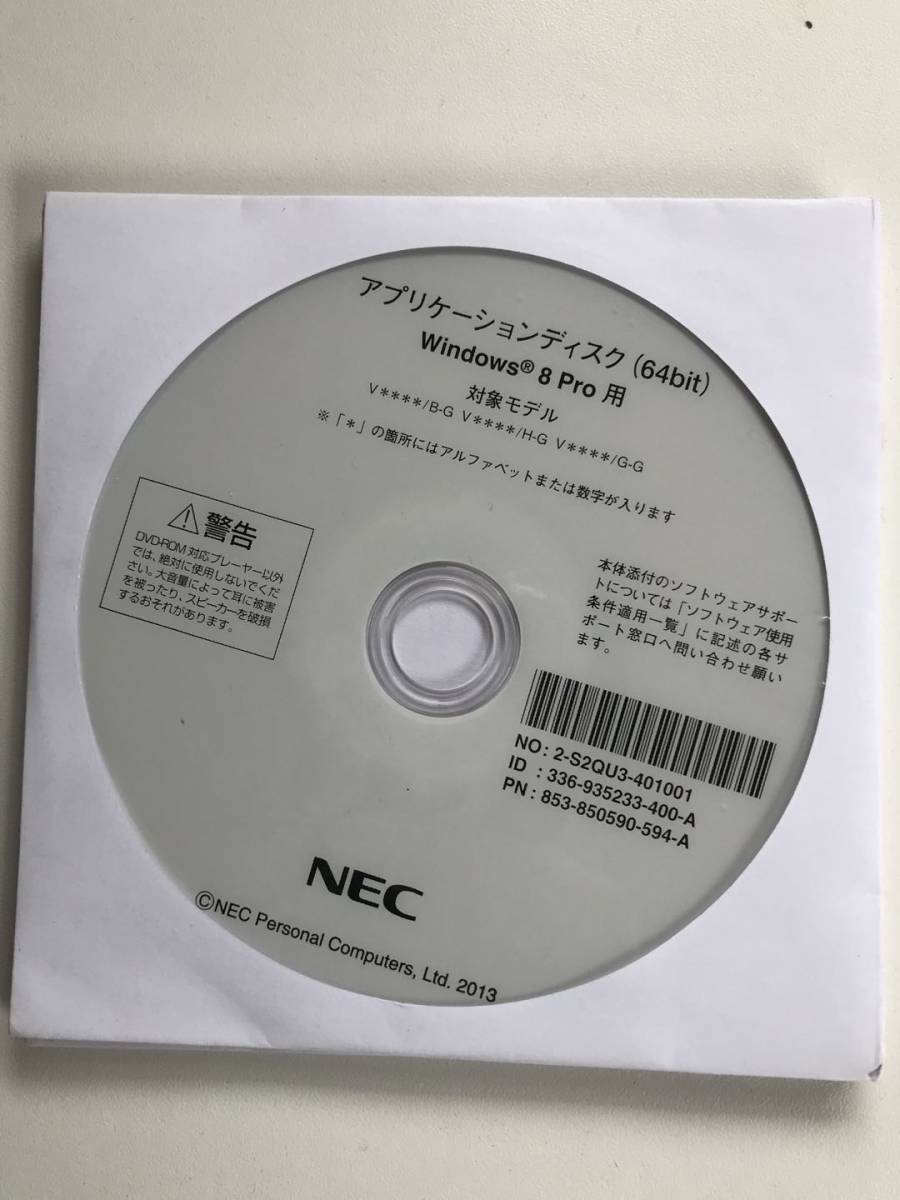 アプリケーションディスク (64bit)
Windows® 8 Pro 用
対象モデル
V＊＊＊＊/B-G V＊＊＊＊/H-G V＊＊＊＊/G-G
※「＊」の箇所にはアルファベットまたは数字が入ります
⚠警告
DVD-ROM 対応プレーヤー以外
では、絶対に使用しないでくだ
さい。大音量によって耳に被害
を被ったり、スピーカーを破損
するおそれがあります。
本体添付のソフトウェアサポー
トについては「ソフトウェア使用
条件適用一覧」に記述の各サ
ポート窓口へ問い合わせ願い
ます。
NO: 2-S2QU3-401001
ID : 336-935233-400-A
PN : 853-850590-594-A
NEC
©NEC Personal Computers, Ltd. 2013